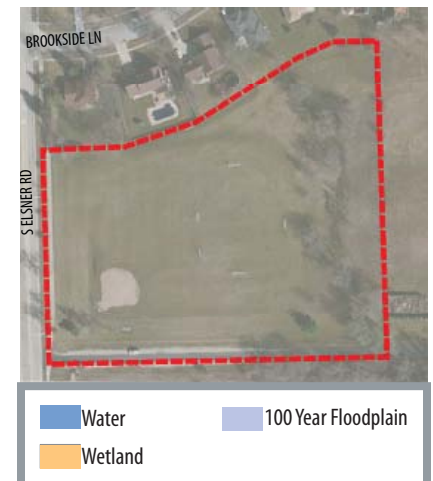 BROOKSIDE LN
S ELSNER RD
Water
100 Year Floodplain
Wetland